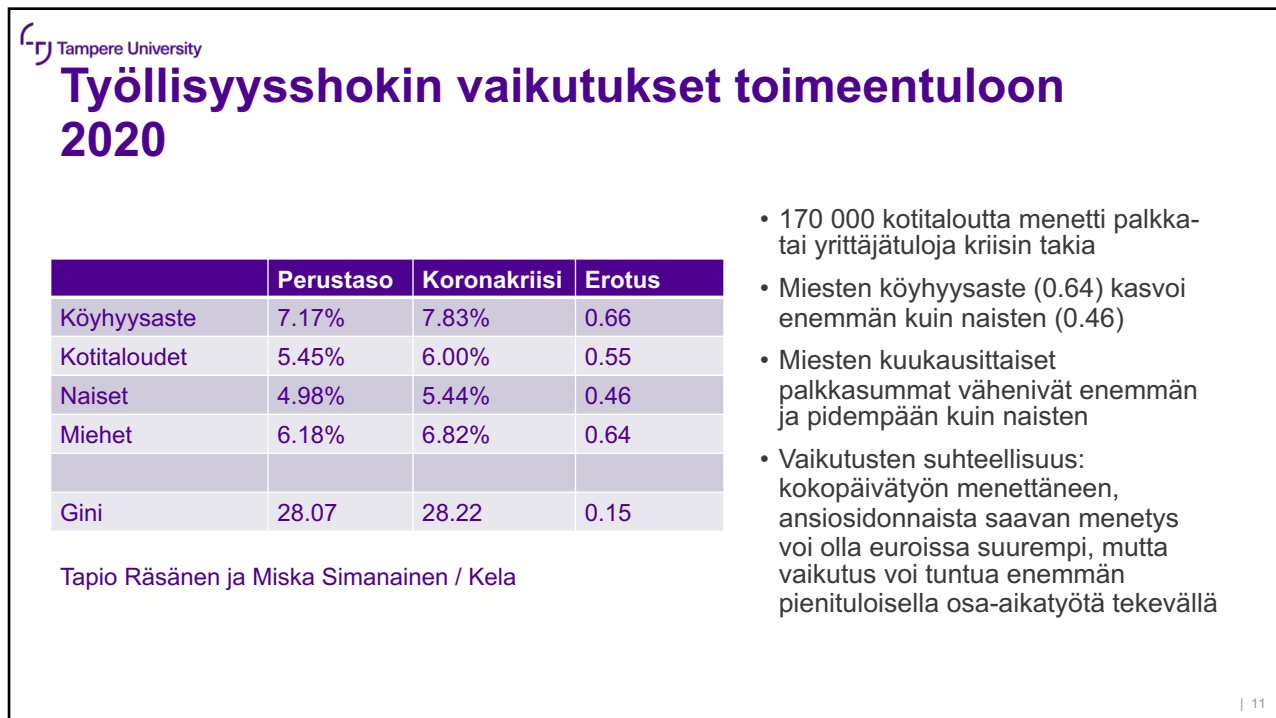 Tampere University
Työllisyysshokin vaikutukset toimeentuloon
2020
Perustaso Koronakriisi Erotus
Köyhyysaste 7.17% 7.83% 0.66
Kotitaloudet 5.45% 6.00% 0.55
Naiset 4.98% 5.44% 0.46
Miehet 6.18% 6.82% 0.64
Gini 28.07 28.22 0.15
Tapio Räsänen ja Miska Simanainen / Kela
• 170 000 kotitaloutta menetti palkka-
tai yrittäjätuloja kriisin takia
• Miesten köyhyysaste (0.64) kasvoi
enemmän kuin naisten (0.46)
• Miesten kuukausittaiset
palkkasummat vähenivät enemmän
ja pidempään kuin naisten
• Vaikutusten suhteellisuus:
kokopäivätyön menettäneen,
ansiosidonnaista saavan menetys
voi olla euroissa suurempi, mutta
vaikutus voi tuntua enemmän
pienituloisella osa-aikatyötä tekevällä
| 11